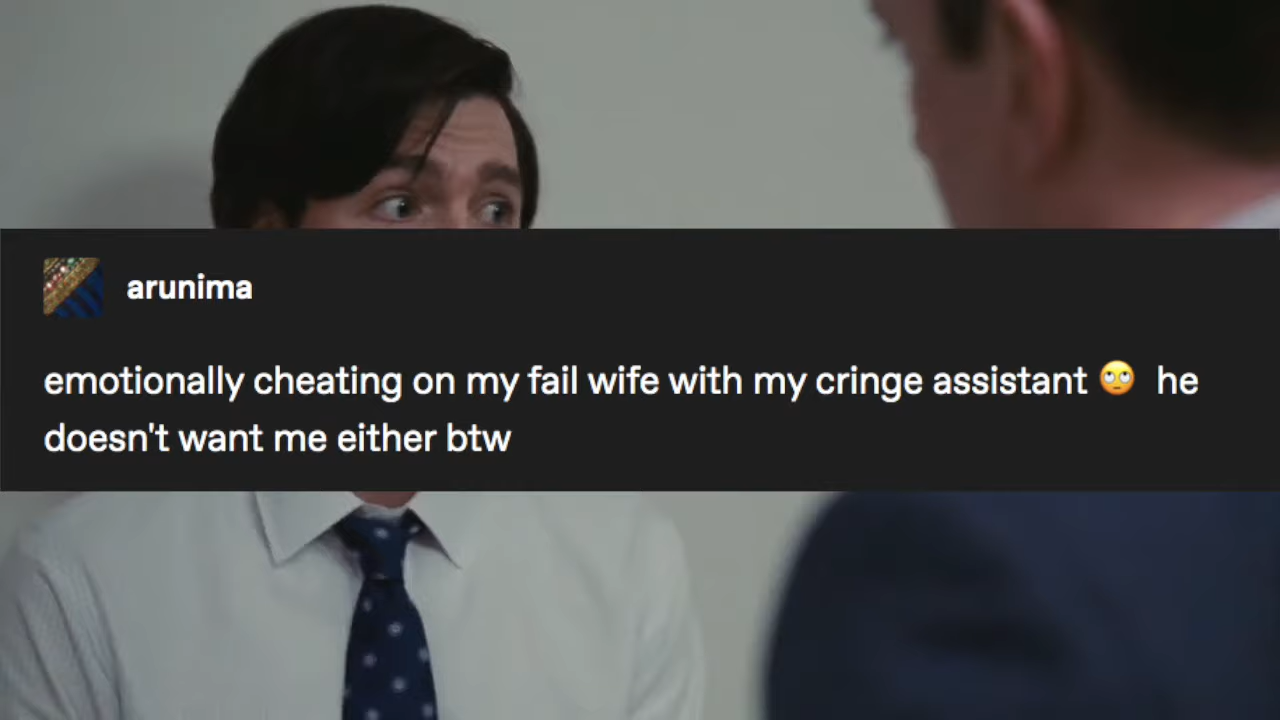 arunima
emotionally cheating on my fail wife with my cringe assistant 🙄 he
doesn't want me either btw